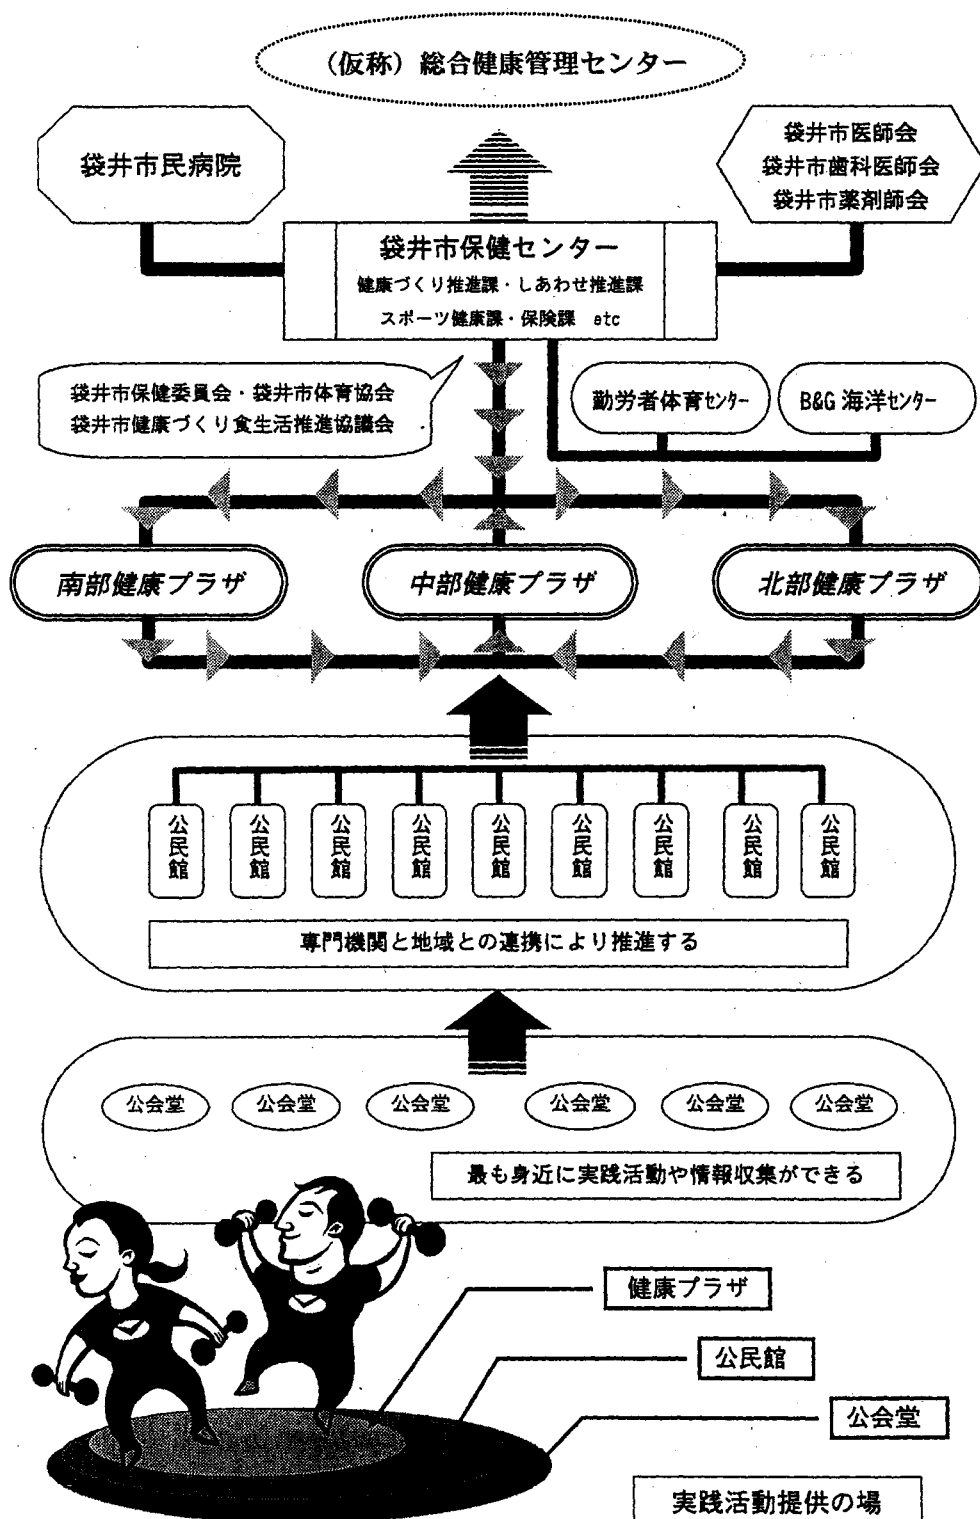 （仮称）総合健康管理センター
袋井市民病院
袋井市医師会
袋井市歯科医師会
袋井市薬剤師会
袋井市保健センター
健康づくり推進課・しあわせ推進課
スポーツ健康課・保険課 etc
袋井市保健委員会・袋井市体育協会
袋井市健康づくり食生活推進協議会
勤労者体育センター
B&G 海洋センター
南部健康プラザ
中部健康プラザ
北部健康プラザ
公民館
公民館
公民館
公民館
公民館
公民館
公民館
公民館
公民館
専門機関と地域との連携により推進する
公会堂
公会堂
公会堂
公会堂
公会堂
公会堂
最も身近に実践活動や情報収集ができる
健康プラザ
公民館
公会堂
実践活動提供の場